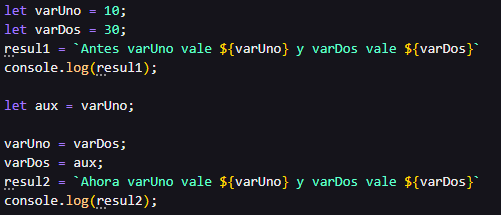 let varUno = 10;
let varDos = 30;
resul1 = `Antes varUno vale ${varUno} y varDos vale ${varDos}`
console.log(resul1);
let aux = varUno;
varUno = varDos;
varDos = aux;
resul2 = `Ahora varUno vale ${varUno} y varDos vale ${varDos}`
console.log(resul2);